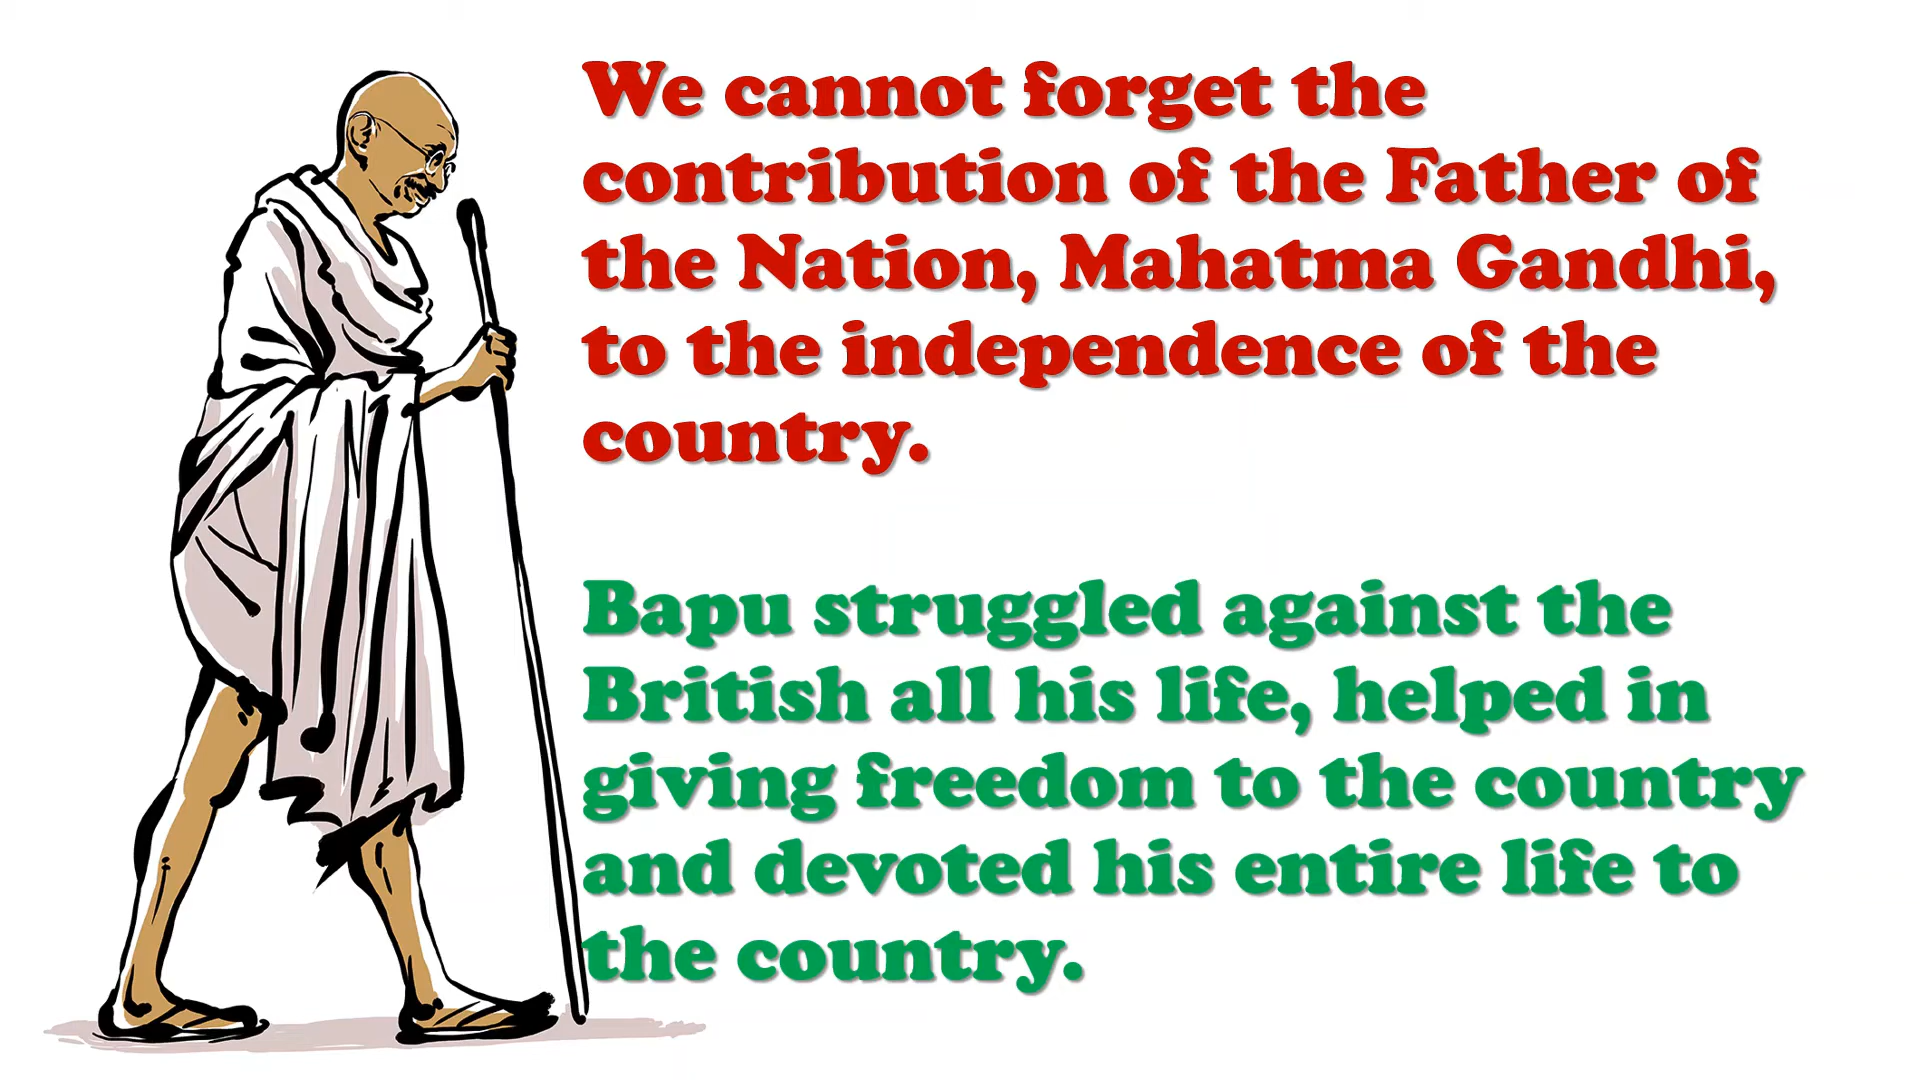 We cannot forget the
contribution of the Father of
the Nation, Mahatma Gandhi,
to the independence of the
country.
Bapu struggled against the
British all his life, helped in
giving freedom to the country
and devoted his entire life to
the country.